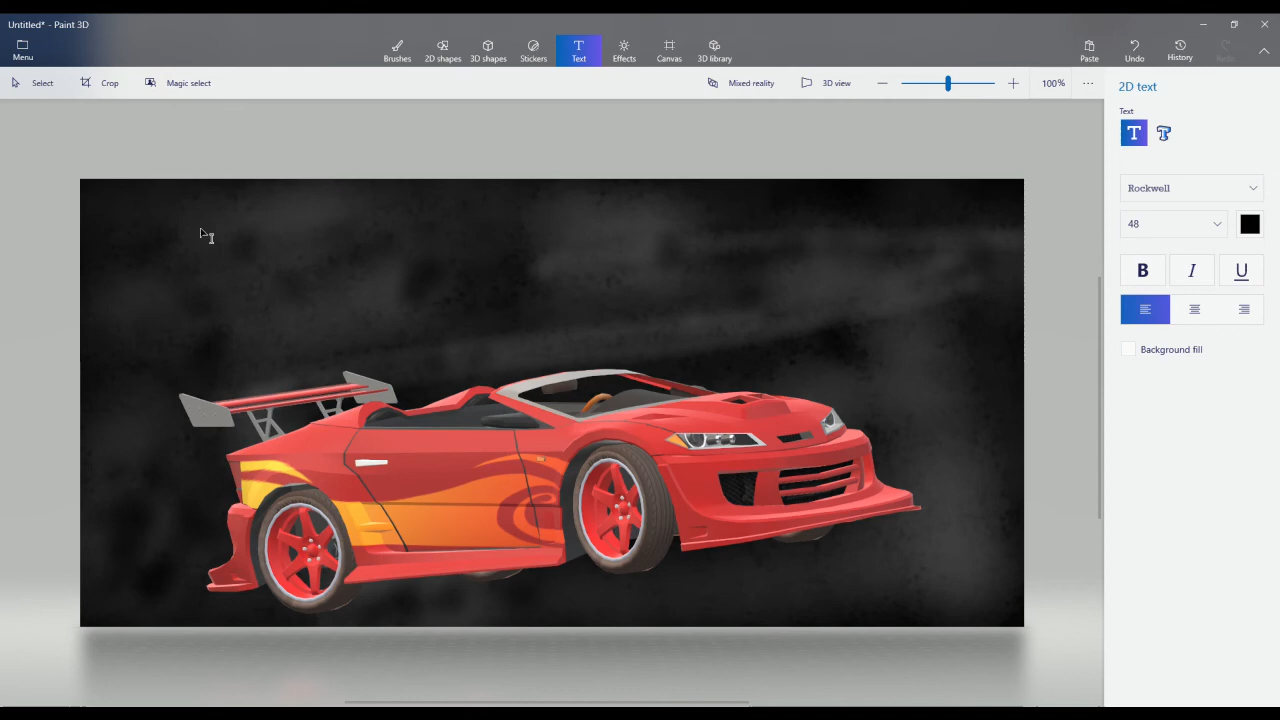 Untitled* - Paint 3D
Menu
Brushes
2D shapes
3D shapes
Stickers
T
Text
Effects
Canvas
3D library
Paste
Undo
History
Redo
Select
Crop
Magic select
Mixed reality
3D view
100%
2D text
Text
T
T
Rockwell
48
B
I
U
Background fill